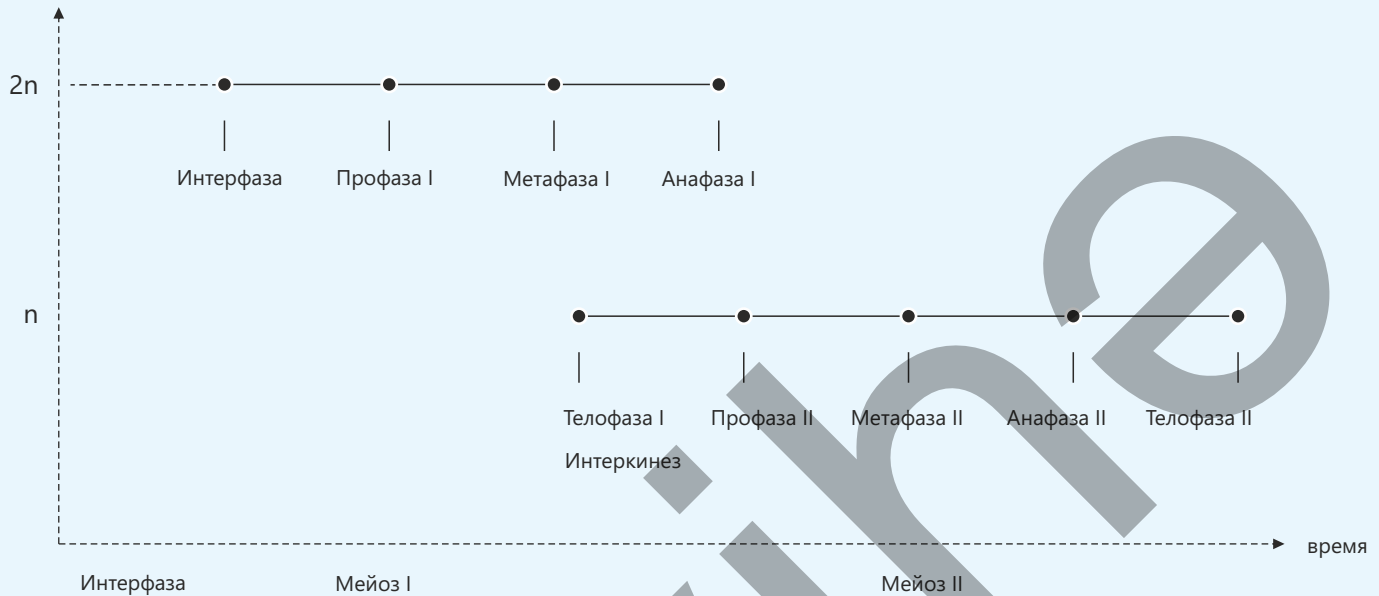 2n
Интерфаза Профаза I Метафаза I Анафаза I
n
Телофаза I Профаза II Метафаза II Анафаза II Телофаза II
Интеркинез
время
Интерфаза Мейоз I Мейоз II